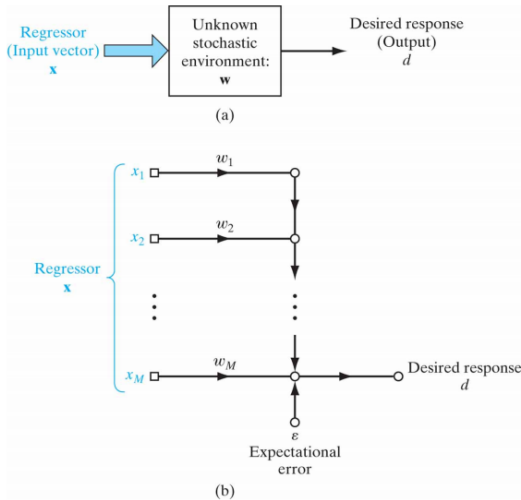 Regressor
(Input vector)
x
Unknown
stochastic
environment:
w
Desired response
(Output)
d
(a)
x1
w1
x2
w2
Regressor
x
xM
wM
Desired response
d
ε
Expectational
error
(b)